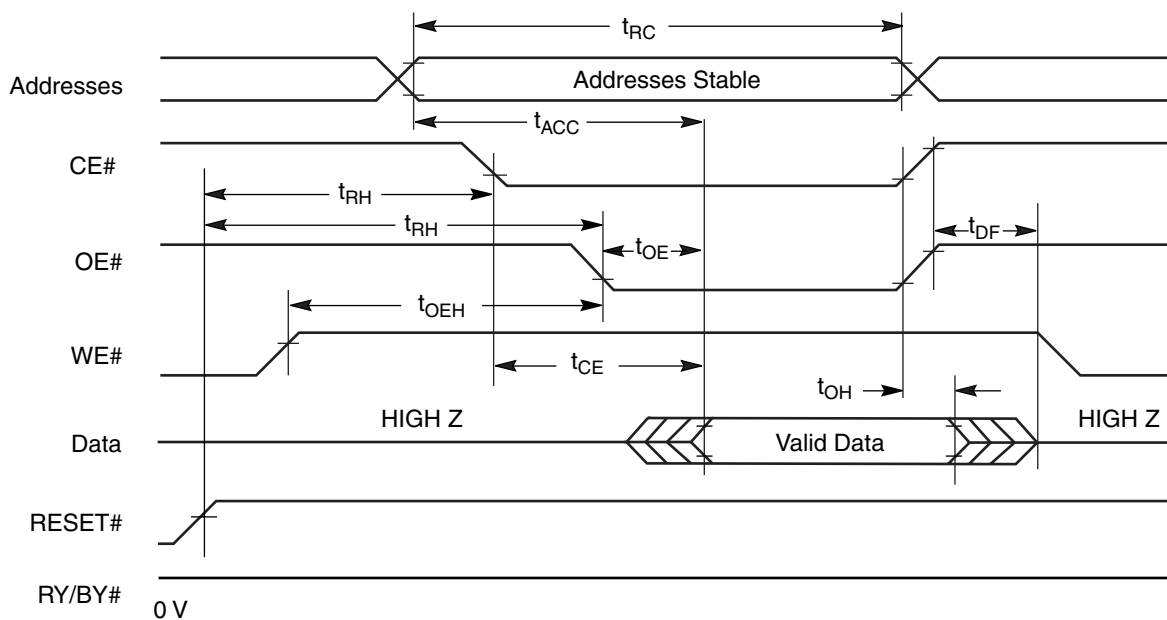 tRC
Addresses
Addresses Stable
tACC
CE#
tRH
tRH
tDF
OE#
tOE
tOEH
WE#
tCE
tOH
HIGH Z
HIGH Z
Data
Valid Data
RESET#
RY/BY#
0 V